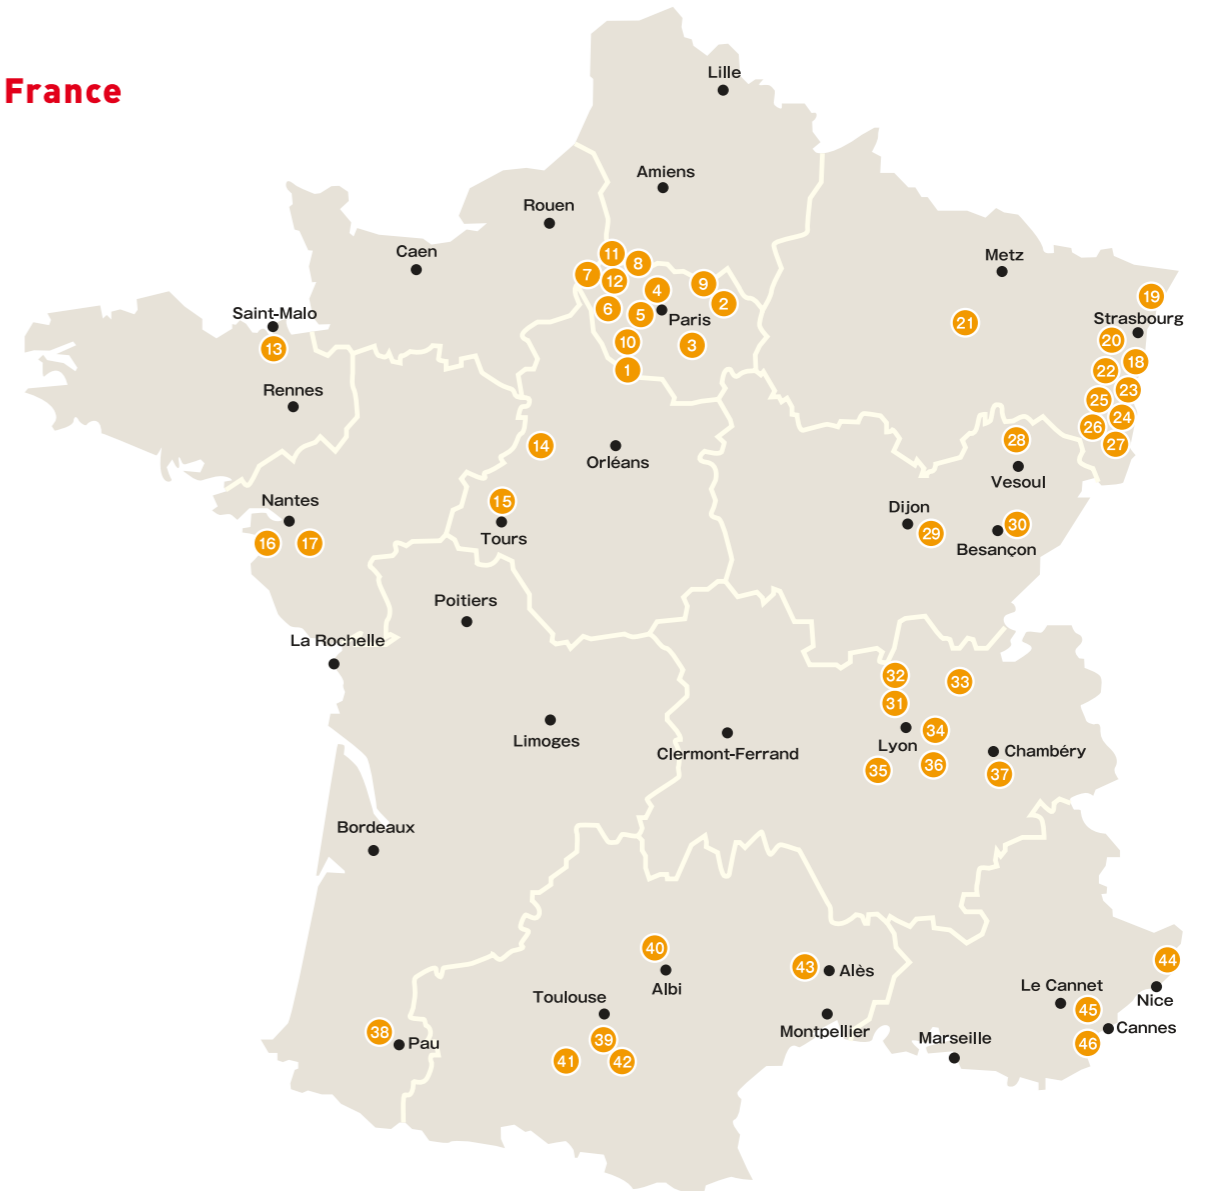 France
Lille
Amiens
Rouen
Caen
Metz
11
8
7
12
9
4
2
19
6
5
Paris
Saint-Malo
21
Strasbourg
20
10
3
13
18
1
22
23
Rennes
25
24
26
14
28
27
Orléans
Vesoul
Nantes
15
Dijon
30
29
16
17
Tours
Besançon
Poitiers
La Rochelle
32
33
31
Limoges
34
Lyon
Clermont-Ferrand
Chambéry
35
36
37
Bordeaux
40
43
Alès
44
Albi
Le Cannet
Toulouse
Nice
45
38
Montpellier
Cannes
Pau
39
Marseille
46
41
42